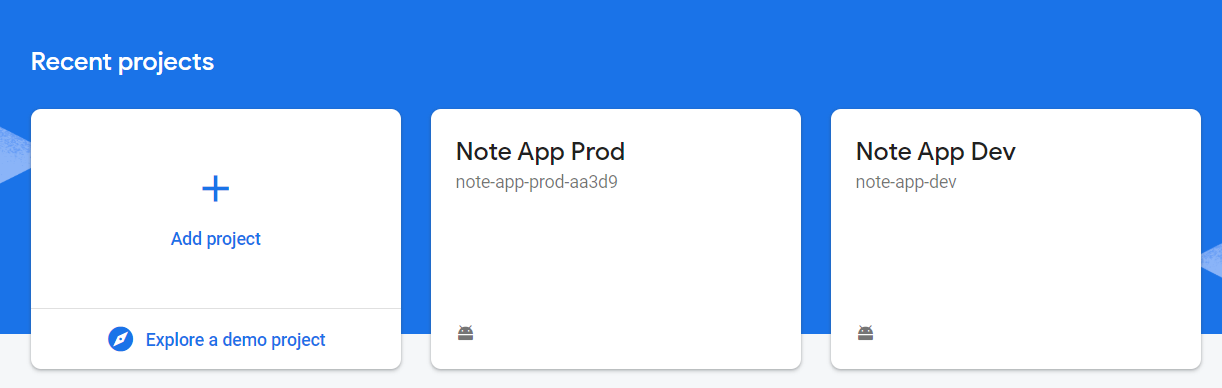 Recent projects
Add project
Explore a demo project
Note App Prod
note-app-prod-aa3d9
Note App Dev
note-app-dev